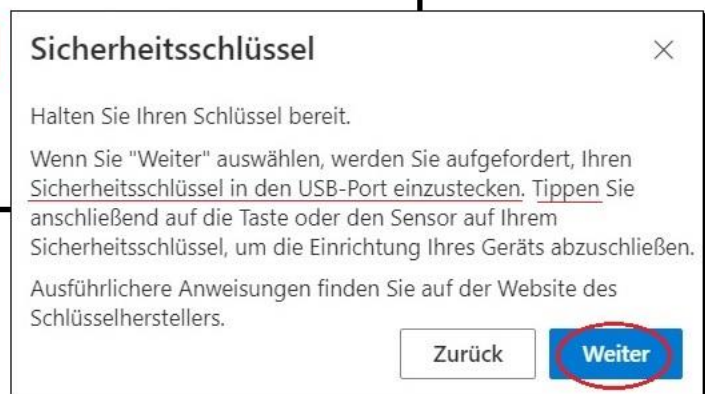 Sicherheitsschlüssel
Halten Sie Ihren Schlüssel bereit.
Wenn Sie "Weiter" auswählen, werden Sie aufgefordert, Ihren
Sicherheitsschlüssel in den USB-Port einzustecken. Tippen Sie
anschließend auf die Taste oder den Sensor auf Ihrem
Sicherheitsschlüssel, um die Einrichtung Ihres Geräts abzuschließen.
Ausführlichere Anweisungen finden Sie auf der Website des
Schlüsselherstellers.
Zurück Weiter